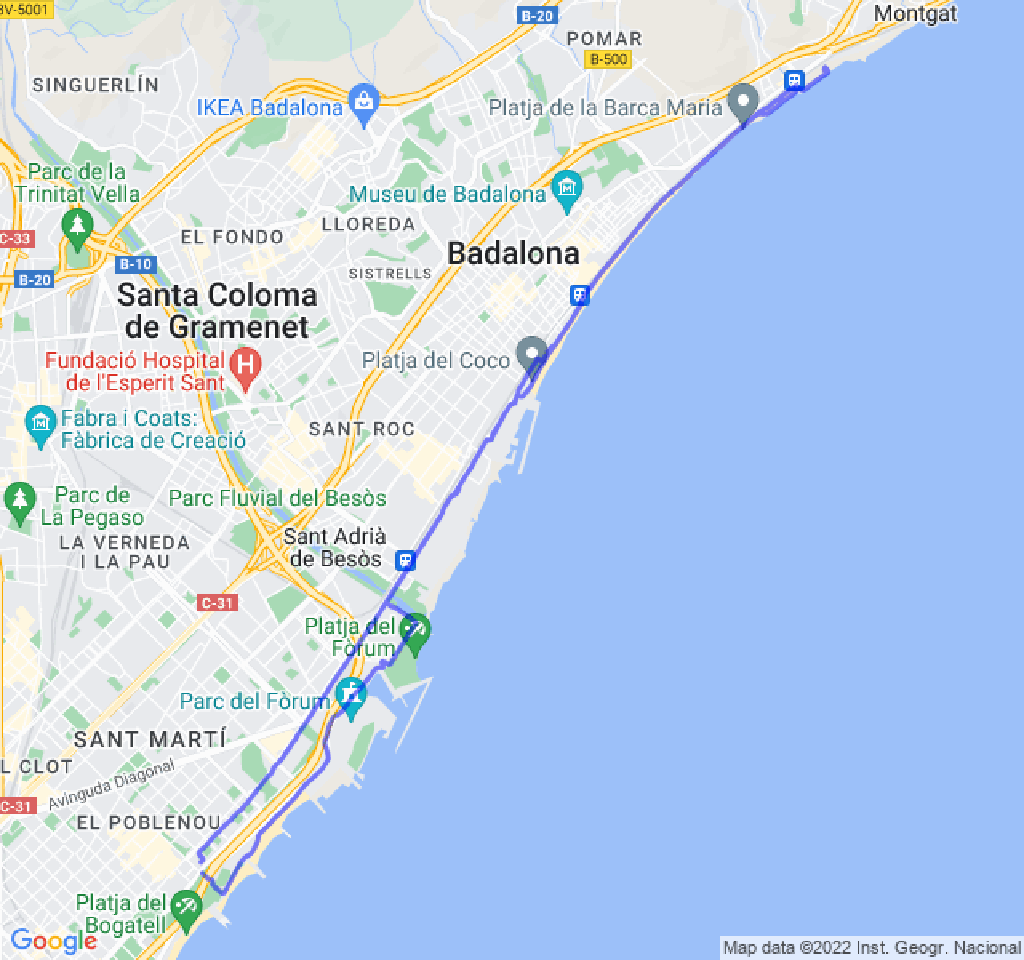 BV-5001
B-20
Montgat
POMAR
B-500
SINGUERLÍN
IKEA Badalona
Platja de la Barca Maria
Parc de la
Trinitat Vella
Museu de Badalona
LLOREDA
C-33
EL FONDO
Badalona
B-10
B-20
SISTRELLS
Santa Coloma
de Gramenet
Fundació Hospital
de l'Esperit Sant
Platja del Coco
Fabra i Coats:
Fàbrica de Creació
SANT ROC
Parc de
La Pegaso
Parc Fluvial del Besòs
LA VERNEDA
I LA PAU
Sant Adrià
de Besòs
C-31
Platja del
Fòrum
Parc del Fòrum
SANT MARTÍ
L CLOT
Avinguda Diagonal
C-31
EL POBLENOU
Platja del
Bogatell
Google
Map data ©2022 Inst. Geogr. Nacional